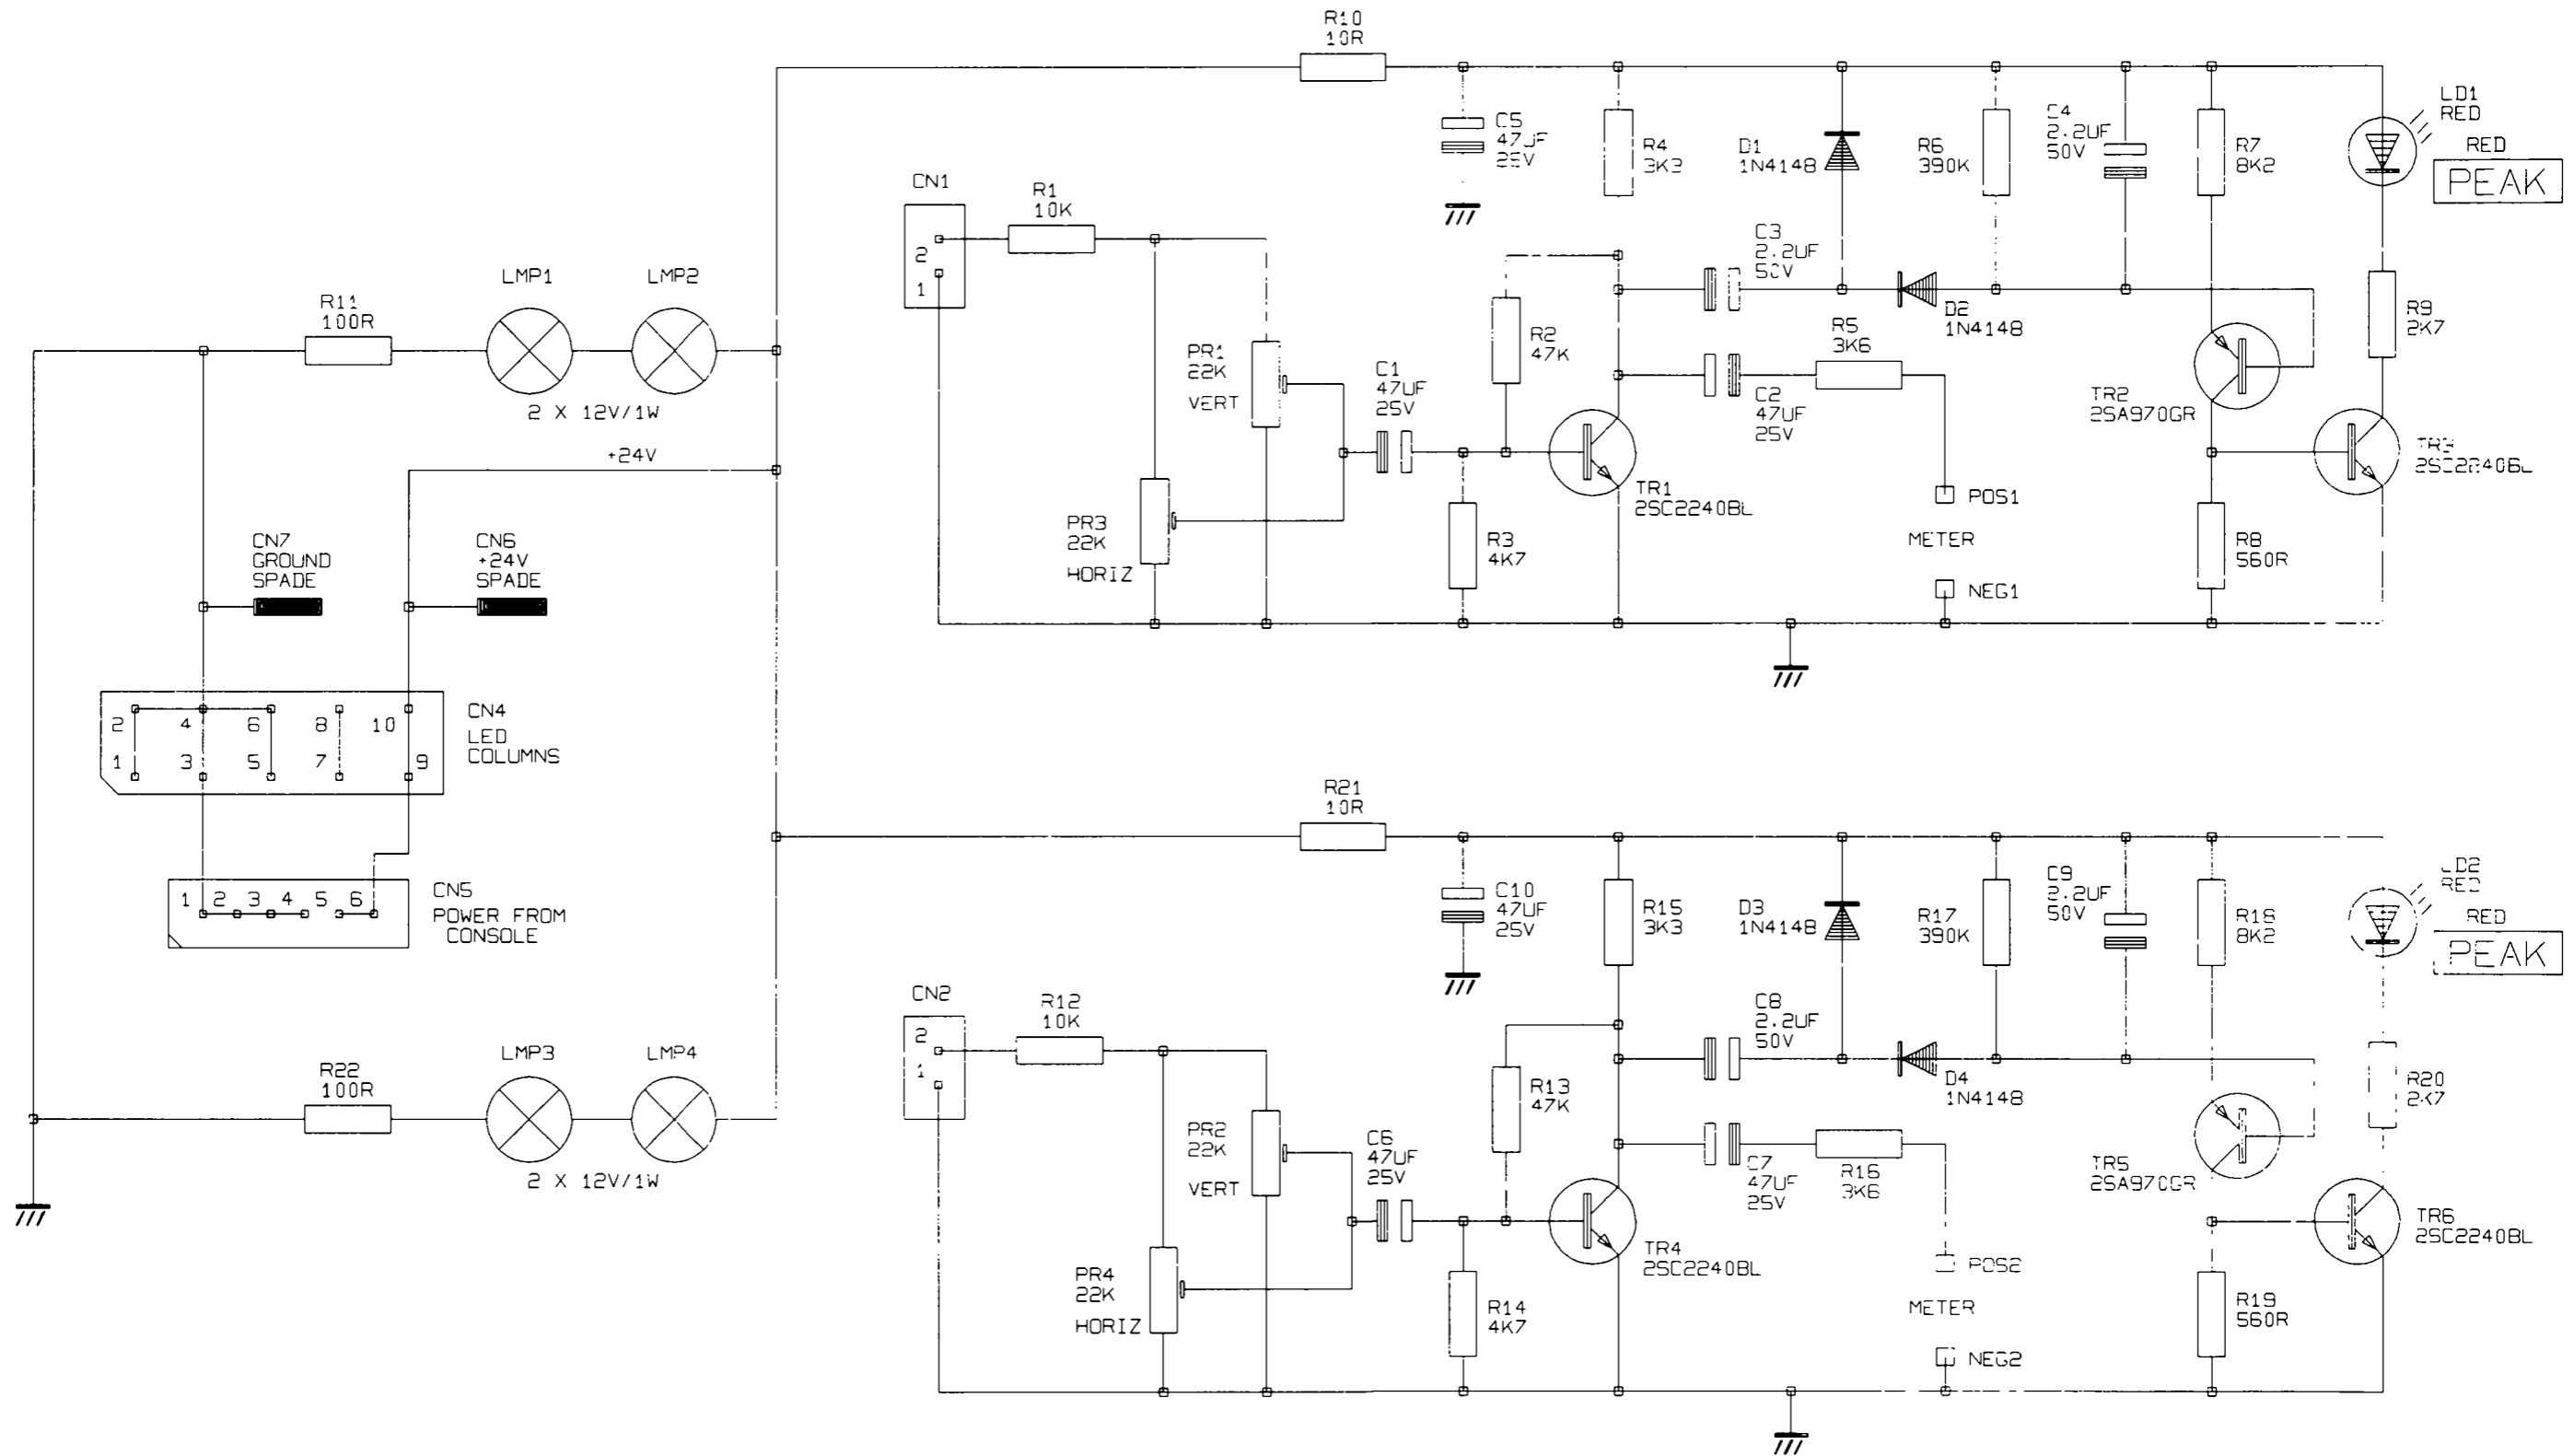 R10
10R
C5
47UF
25V
R4
3K3
D1
1N4148
R6
390K
C4
2.2UF
50V
R7
8K2
LD1
RED
RED
PEAK
CN1
2
1
R1
10K
C3
2.2UF
50V
D2
1N4148
R9
2K7
LMP1
LMP2
R11
100R
2 X 12V/1W
+24V
PR1
22K
VERT
C1
47UF
25V
R2
47K
R5
3K6
C2
47UF
25V
TR2
2SA970GR
TR3
2SC2240BL
TR1
2SC2240BL
POS1
METER
NEG1
PR3
22K
HORIZ
R3
4K7
R8
560R
CN7
GROUND
SPADE
CN6
+24V
SPADE
2 4 6 8 10
1 3 5 7 9
CN4
LED
COLUMNS
1 2 3 4 5 6
CN5
POWER FROM
CONSOLE
R21
10R
C10
47UF
25V
R15
3K3
D3
1N4148
R17
390K
C9
2.2UF
50V
R18
8K2
LD2
RED
RED
PEAK
CN2
2
1
R12
10K
C8
2.2UF
50V
D4
1N4148
R20
2K7
LMP3
LMP4
R22
100R
2 X 12V/1W
PR2
22K
VERT
C6
47UF
25V
R13
47K
C7
47UF
25V
R16
3K6
TR5
2SA970GR
TR6
2SC2240BL
TR4
2SC2240BL
POS2
METER
NEG2
PR4
22K
HORIZ
R14
4K7
R19
560R